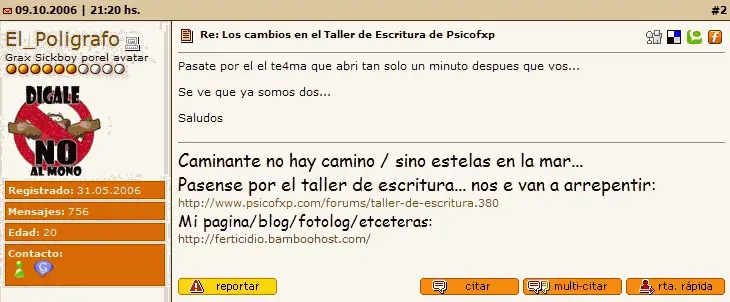 09.10.2006 | 21:20 hs.
#2
El_Poligrafo
Grax Sickboy porel avatar
DIGALE
NO
AL MONO
Registrado: 31.05.2006
Mensajes: 756
Edad: 20
Contacto:
Re: Los cambios en el Taller de Escritura de Psicofxp
Pasate por el el te4ma que abri tan solo un minuto despues que vos...
Se ve que ya somos dos...
Saludos
Caminante no hay camino / sino estelas en la mar...
Pasense por el taller de escritura... nos e van a arrepentir:
http://www.psicofxp.com/forums/taller-de-escritura.380
Mi pagina/blog/fotolog/etceteras:
http://ferticidio.bamboohost.com/
reportar
citar
multi-citar
rta. rápida